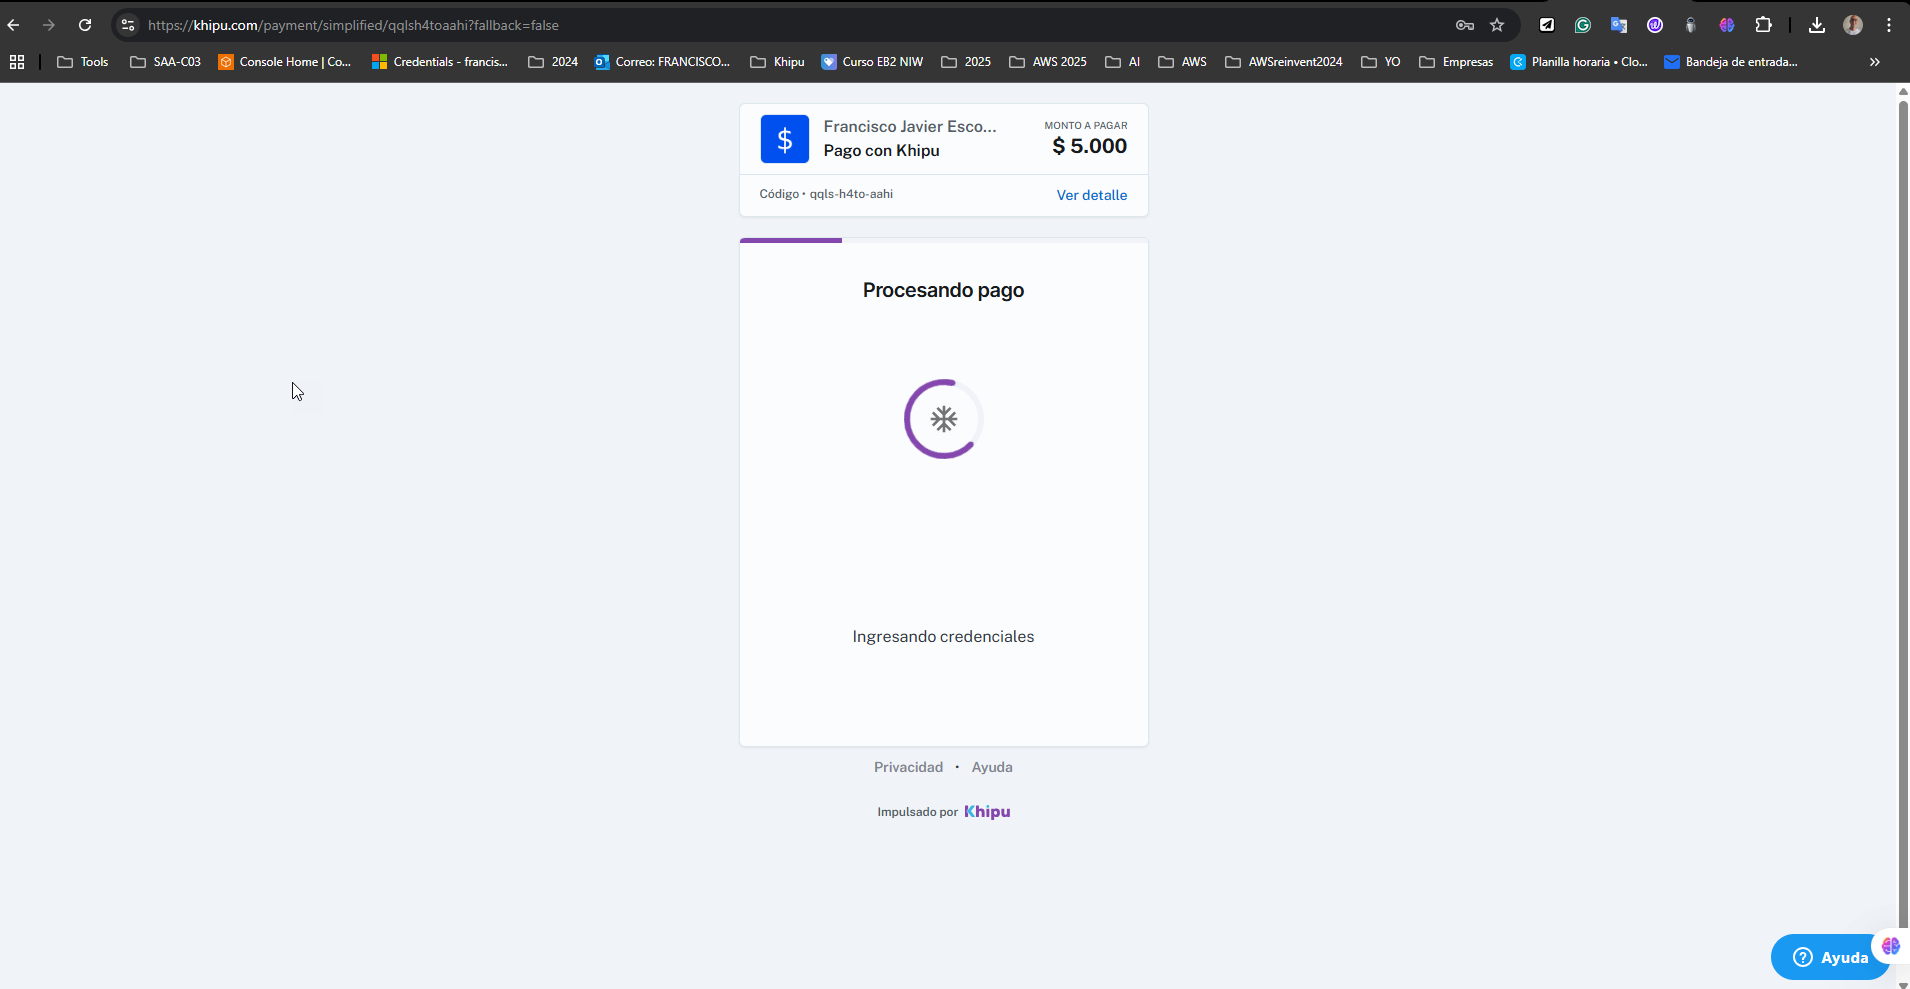 https://khipu.com/payment/simplified/qqlsh4toaahi?fallback=false
Tools SAA-C03 Console Home | Co... Credentials - francis... 2024 Correo: FRANCISCO... Khipu Curso EB2 NIW 2025 AWS 2025 AI AWS AWSreinvent2024 YO Empresas Planilla horaria • Clo... Bandeja de entrada...
Francisco Javier Esco... MONTO A PAGAR
Pago con Khipu $ 5.000
Código • qqls-h4to-aahi Ver detalle
Procesando pago
Ingresando credenciales
Privacidad • Ayuda
Impulsado por Khipu
Ayuda